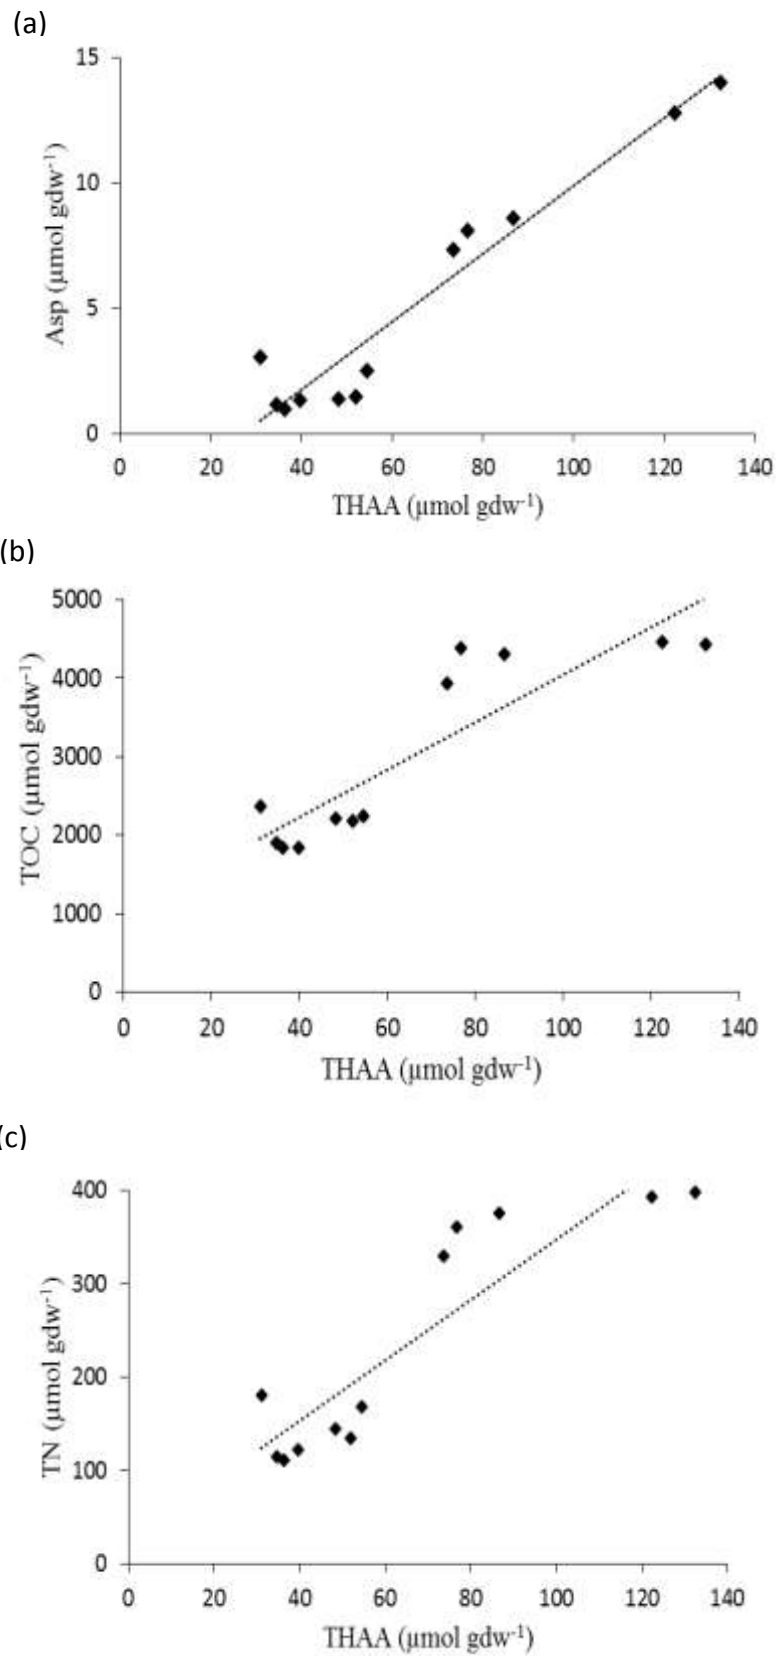 (a)
15
10
5
0
Asp (µmol gdw⁻¹)
0 20 40 60 80 100 120 140
THAA (µmol gdw⁻¹)
(b)
5000
4000
3000
2000
1000
0
TOC (µmol gdw⁻¹)
0 20 40 60 80 100 120 140
THAA (µmol gdw⁻¹)
(c)
400
300
200
100
0
TN (µmol gdw⁻¹)
0 20 40 60 80 100 120 140
THAA (µmol gdw⁻¹)